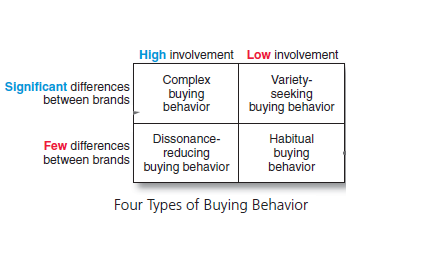 High involvement Low involvement
Significant differences
between brands
Complex
buying
behavior
Variety-
seeking
buying behavior
Few differences
between brands
Dissonance-
reducing
buying behavior
Habitual
buying
behavior
Four Types of Buying Behavior